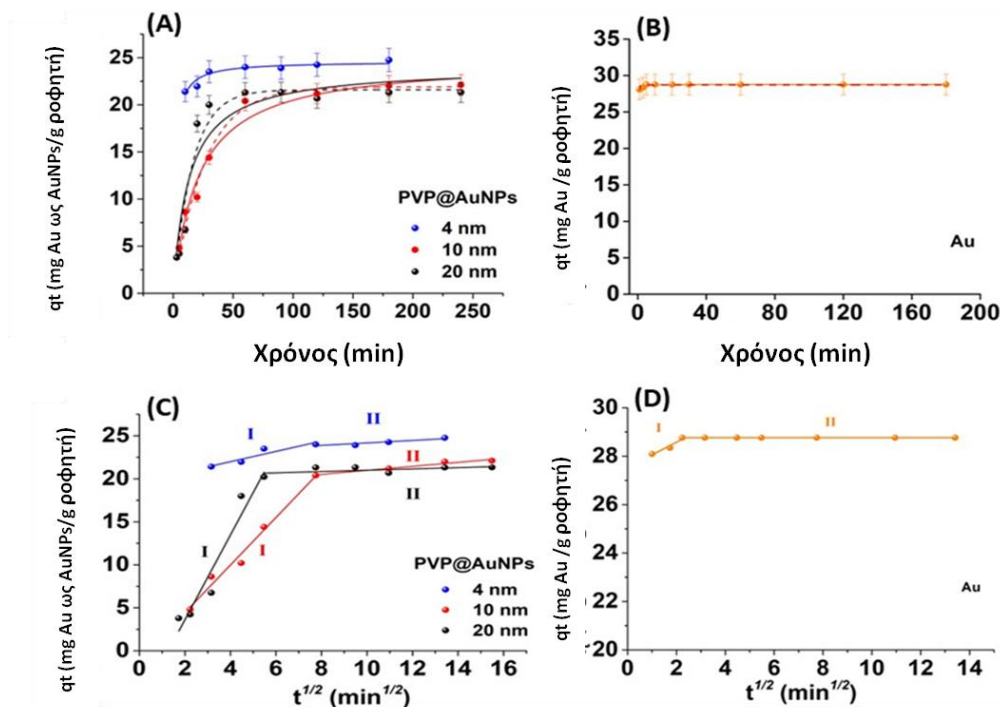 (A)
qt (mg Au ως AuNPs/g ροφητή)
25
20
15
10
5
0
PVP@AuNPs
4 nm
10 nm
20 nm
0 50 100 150 200 250
Χρόνος (min)
(B)
qt (mg Au /g ροφητή)
35
30
25
20
15
10
5
0
Au
0 40 80 120 160 200
Χρόνος (min)
(C)
qt (mg Au ως AuNPs/g ροφητή)
25
20
15
10
5
0
I
II
II
II
I
I
PVP@AuNPs
4 nm
10 nm
20 nm
0 2 4 6 8 10 12 14 16
t1/2 (min1/2)
(D)
qt (mg Au /g ροφητή)
30
28
26
24
22
20
I
II
Au
0 2 4 6 8 10 12 14
t1/2 (min1/2)